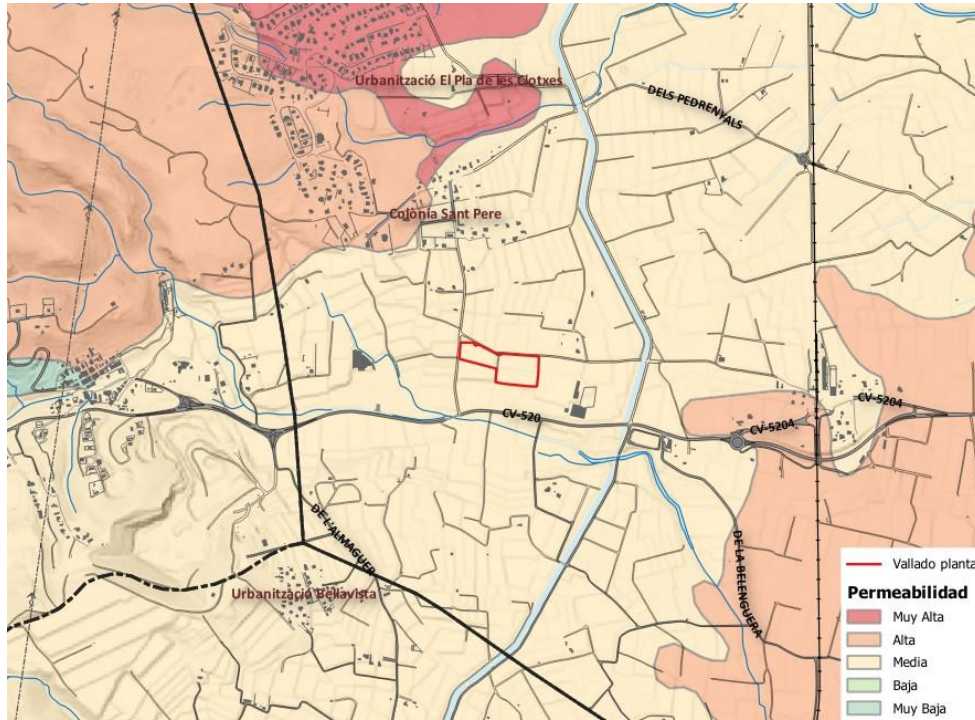 Urbanització El Pla de les Clotxes
DELS PEDRENYALS
Colònia Sant Pere
CV-520
CV-5204
CV-5204
DE L'ALMAGUER
DE LA BELENGUERA
Urbanització Bellavista
Vallado planta
Permeabilidad
Muy Alta
Alta
Media
Baja
Muy Baja